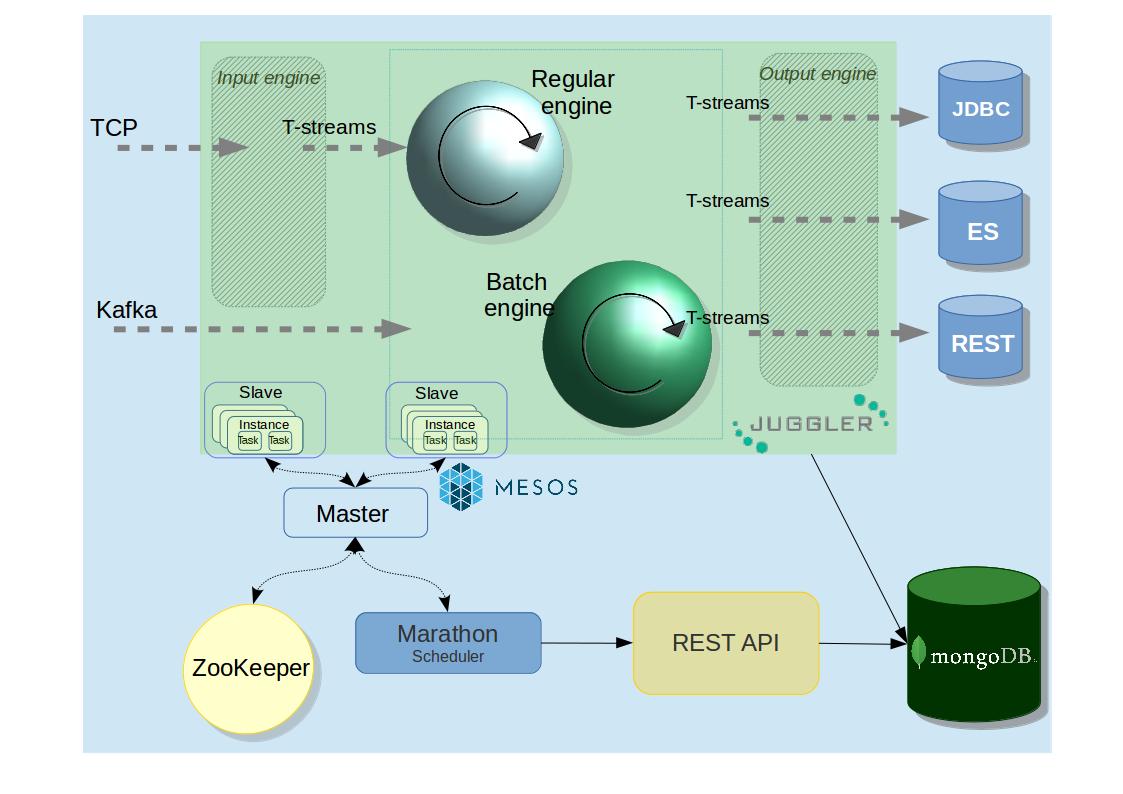 Input engine
Regular
engine
Output engine
T-streams
JDBC
TCP
T-streams
T-streams
ES
Batch
engine
Kafka
T-streams
REST
Slave
Instance
Task
Task
Slave
Instance
Task
Task
JUGGLER
MESOS
Master
Marathon
Scheduler
REST API
ZooKeeper
mongoDB